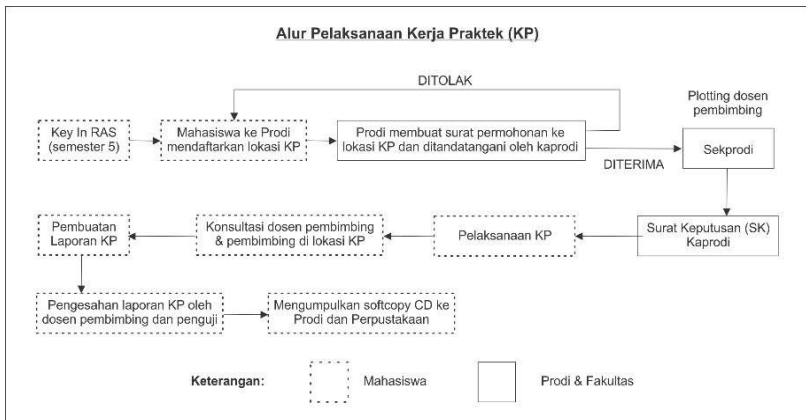 Alur Pelaksanaan Kerja Praktek (KP)
DITOLAK
Plotting dosen
pembimbing
Key In RAS
(semester 5)
Mahasiswa ke Prodi
mendaftarkan lokasi KP
Prodi membuat surat permohonan ke
lokasi KP dan ditandatangani oleh kaprodi
DITERIMA
Sekprodi
Pembuatan
Laporan KP
Konsultasi dosen pembimbing
& pembimbing di lokasi KP
Pelaksanaan KP
Surat Keputusan (SK)
Kaprodi
Pengesahan laporan KP oleh
dosen pembimbing dan penguji
Mengumpulkan softcopy CD ke
Prodi dan Perpustakaan
Keterangan:
Mahasiswa
Prodi & Fakultas